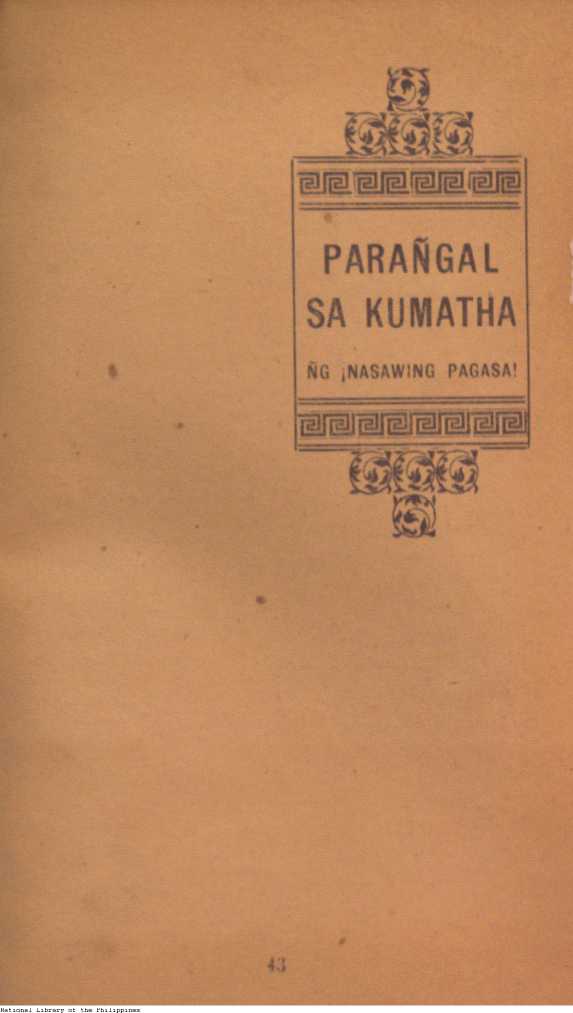 PARAÑGAL
SA KUMATHA
ÑG ¡NASAWING PAGASA!
43
National Library of the Philippines